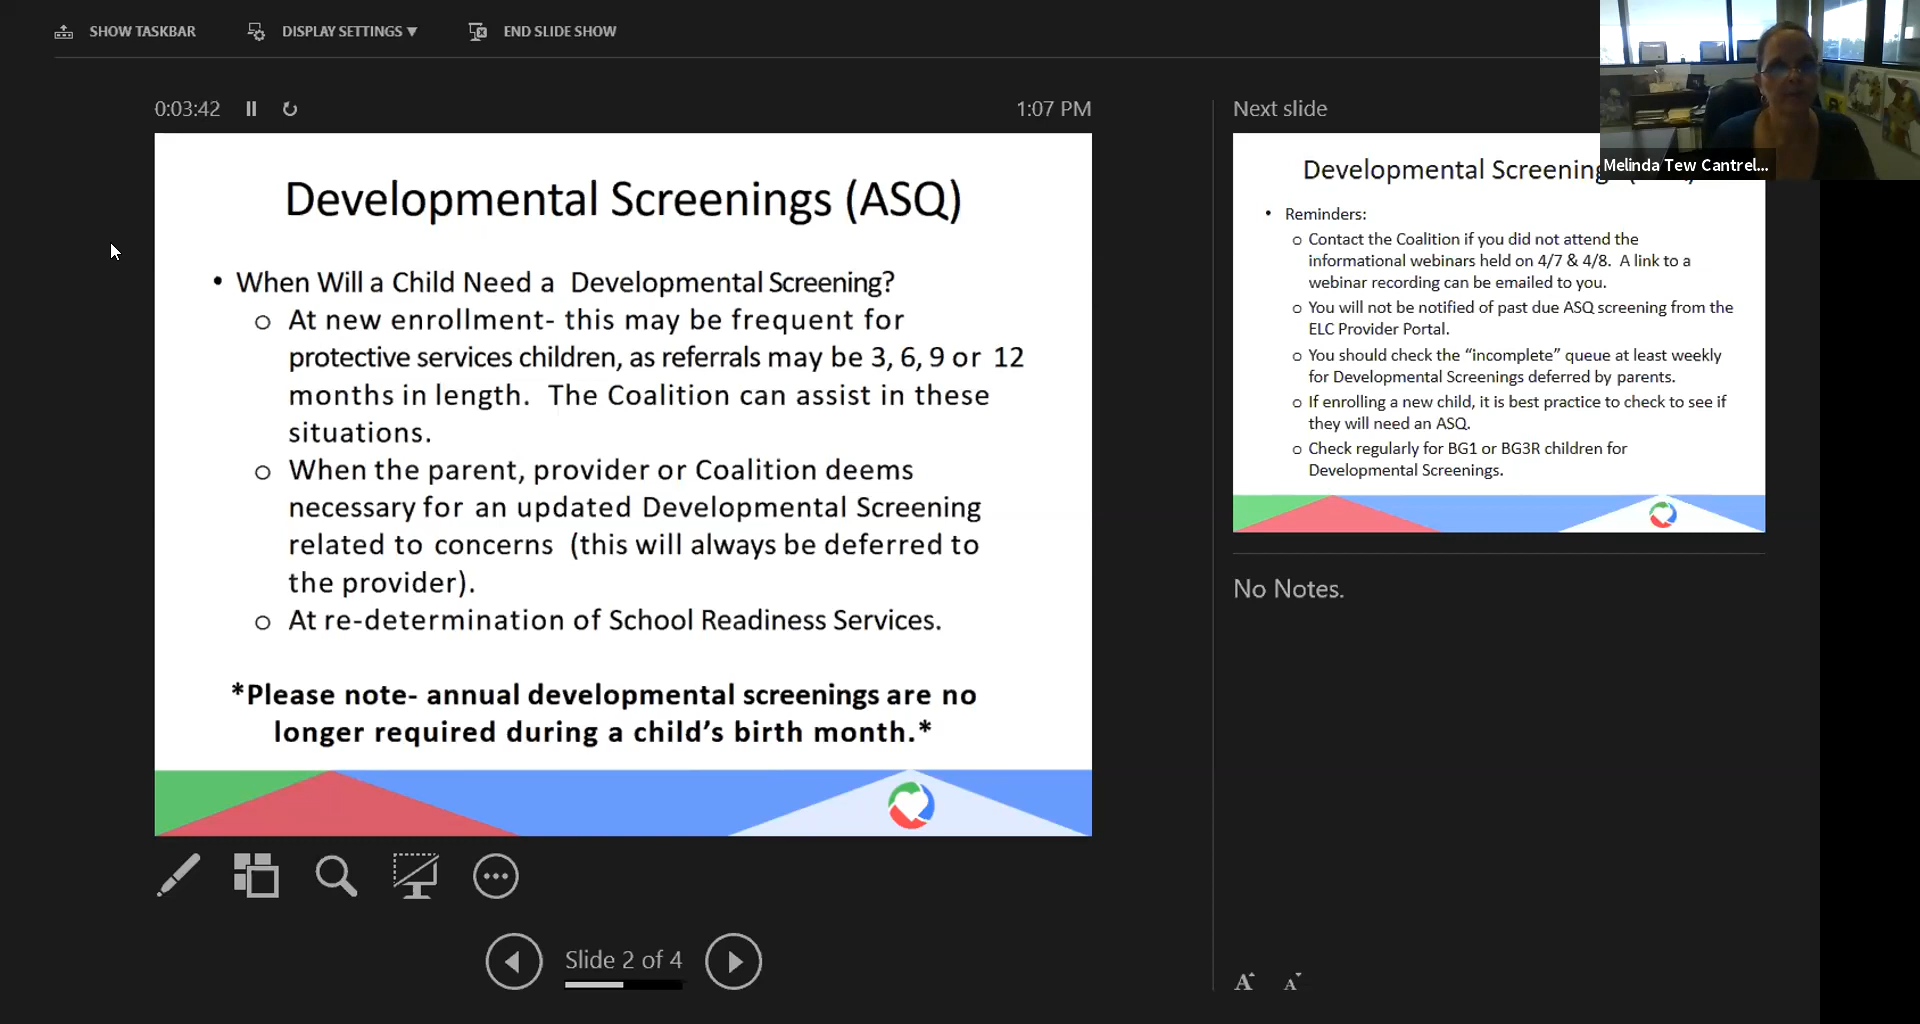 SHOW TASKBAR
DISPLAY SETTINGS ▼
END SLIDE SHOW
0:03:42
1:07 PM
Developmental Screenings (ASQ)
• When Will a Child Need a Developmental Screening?
o At new enrollment- this may be frequent for
protective services children, as referrals may be 3, 6, 9 or 12
months in length. The Coalition can assist in these
situations.
o When the parent, provider or Coalition deems
necessary for an updated Developmental Screening
related to concerns (this will always be deferred to
the provider).
o At re-determination of School Readiness Services.
*Please note- annual developmental screenings are no
longer required during a child’s birth month.*
Slide 2 of 4
Next slide
Melinda Tew Cantrel...
Developmental
• Reminders:
o Contact the Coalition if you did not attend the
informational webinars held on 4/7 & 4/8. A link to a
webinar recording can be emailed to you.
o You will not be notified of past due ASQ screening from the
ELC Provider Portal.
o You should check the “incomplete” queue at least weekly
for Developmental Screenings deferred by parents.
o If enrolling a new child, it is best practice to check to see if
they will need an ASQ.
o Check regularly for BG1 or BG3R children for
Developmental Screenings.
No Notes.
A A